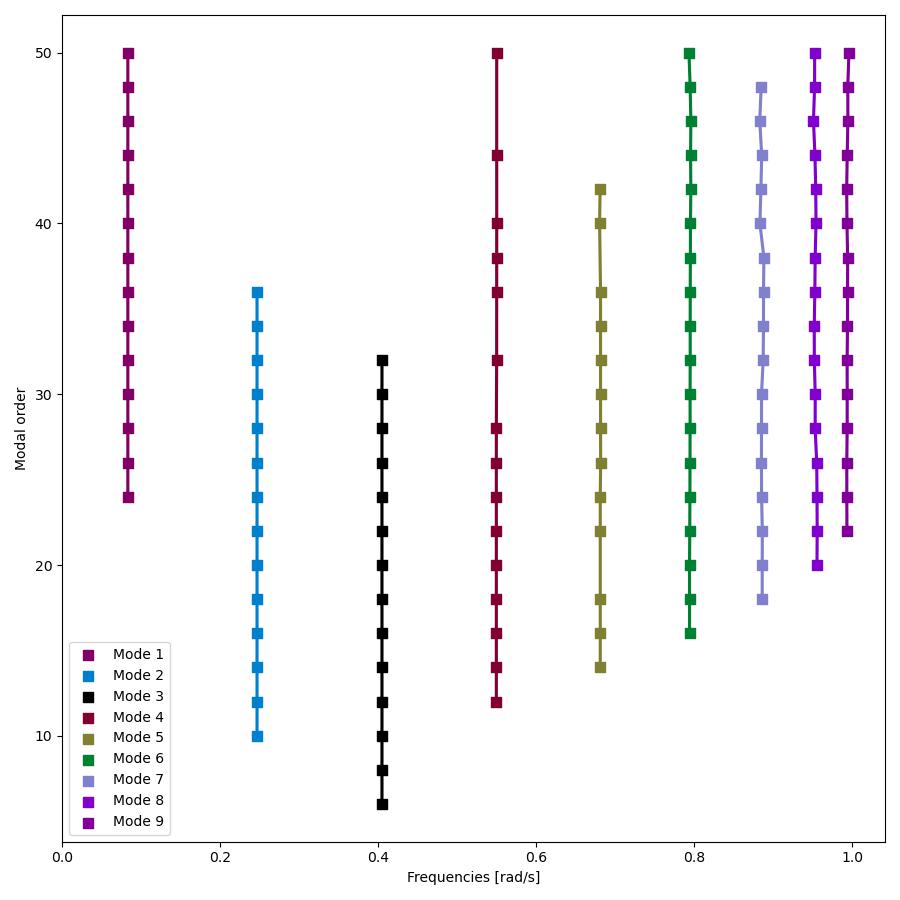 50
40
30
20
10
Modal order
Mode 1
Mode 2
Mode 3
Mode 4
Mode 5
Mode 6
Mode 7
Mode 8
Mode 9
0.0 0.2 0.4 0.6 0.8 1.0
Frequencies [rad/s]